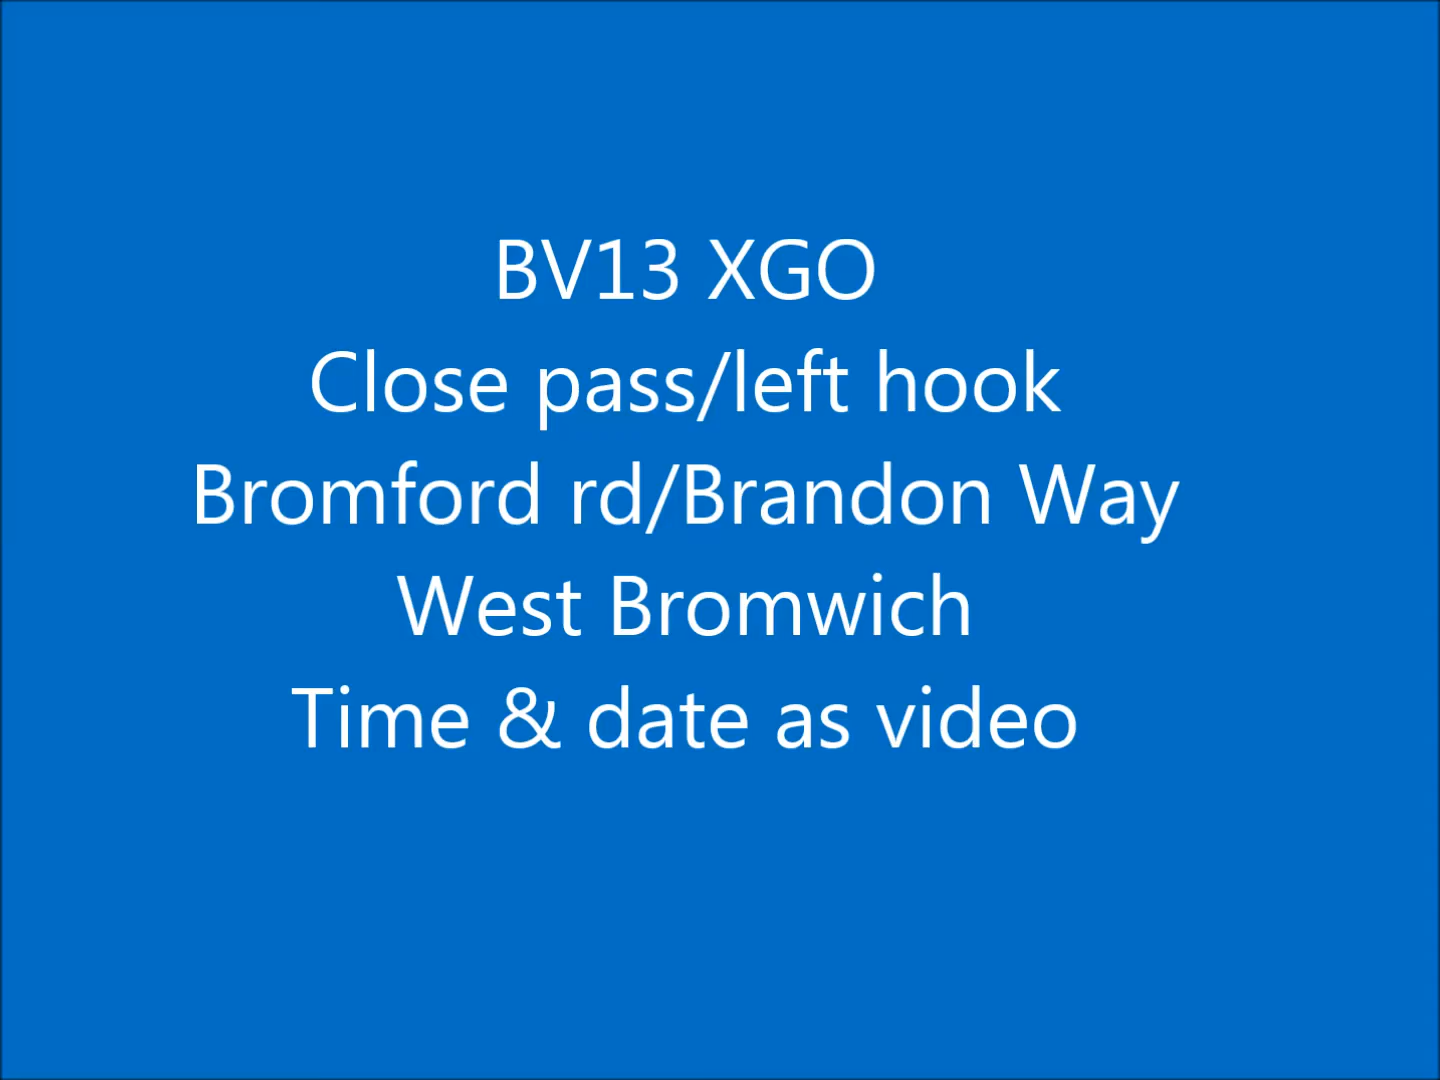 BV13 XGO
Close pass/left hook
Bromford rd/Brandon Way
West Bromwich
Time & date as video